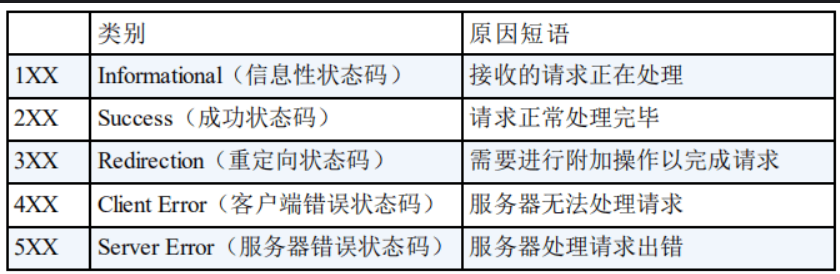 类别 原因短语
1XX Informational（信息性状态码） 接收的请求正在处理
2XX Success（成功状态码） 请求正常处理完毕
3XX Redirection（重定向状态码） 需要进行附加操作以完成请求
4XX Client Error（客户端错误状态码） 服务器无法处理请求
5XX Server Error（服务器错误状态码） 服务器处理请求出错